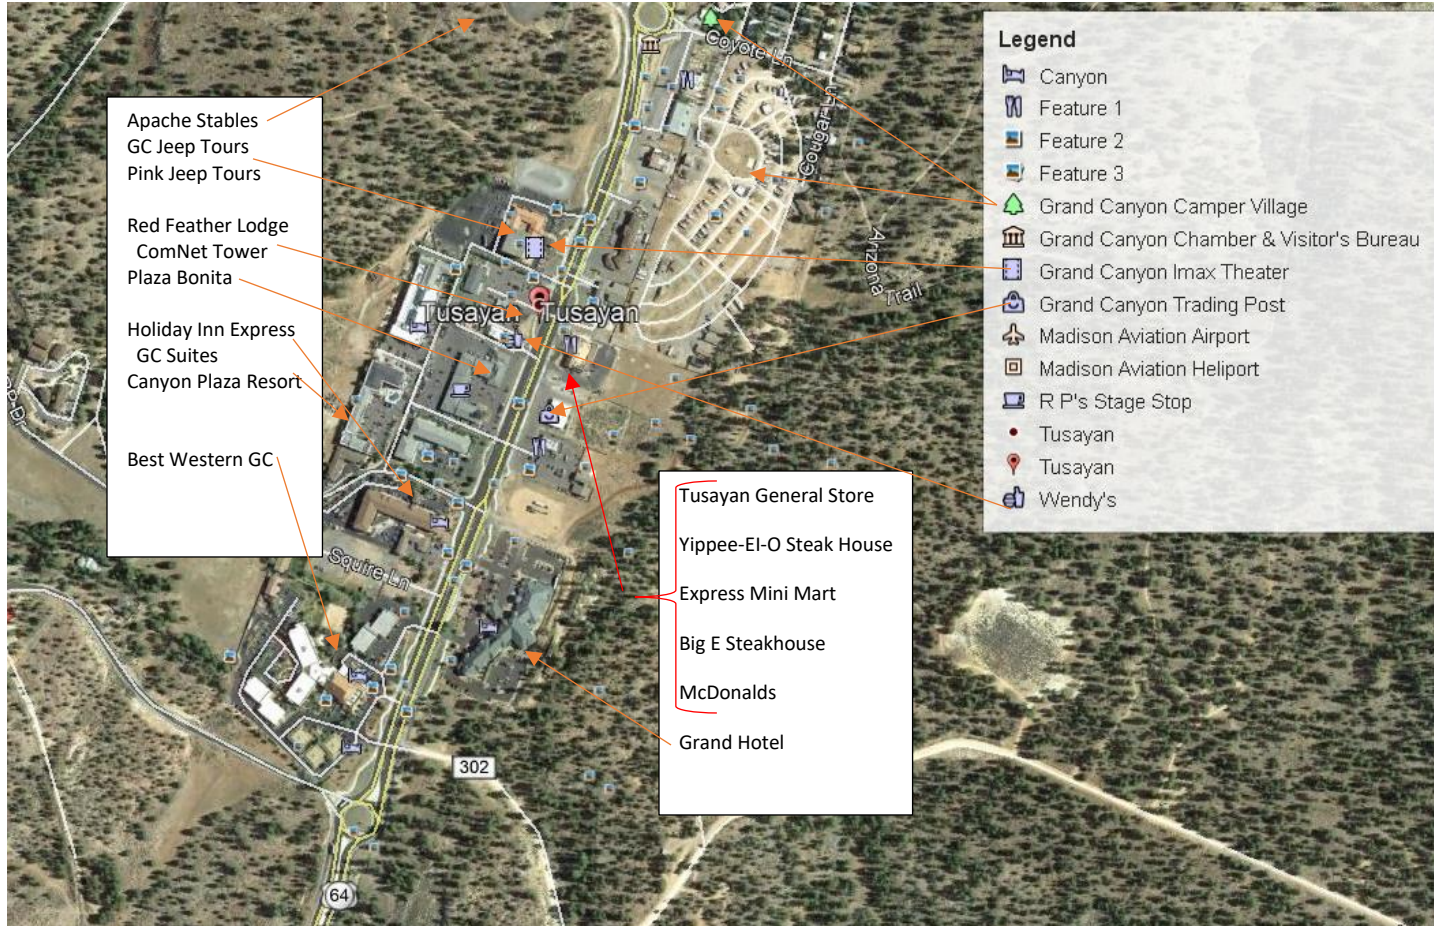 Coyote Ln
Cougar Ln
Arizona
Trail
Tusayan
Tusayan
Squire Ln
302
64
Apache Stables
GC Jeep Tours
Pink Jeep Tours
Red Feather Lodge
ComNet Tower
Plaza Bonita
Holiday Inn Express
GC Suites
Canyon Plaza Resort
Best Western GC
Tusayan General Store
Yippee-EI-O Steak House
Express Mini Mart
Big E Steakhouse
McDonalds
Grand Hotel
Legend
Canyon
Feature 1
Feature 2
Feature 3
Grand Canyon Camper Village
Grand Canyon Chamber & Visitor's Bureau
Grand Canyon Imax Theater
Grand Canyon Trading Post
Madison Aviation Airport
Madison Aviation Heliport
R P's Stage Stop
Tusayan
Tusayan
Wendy's